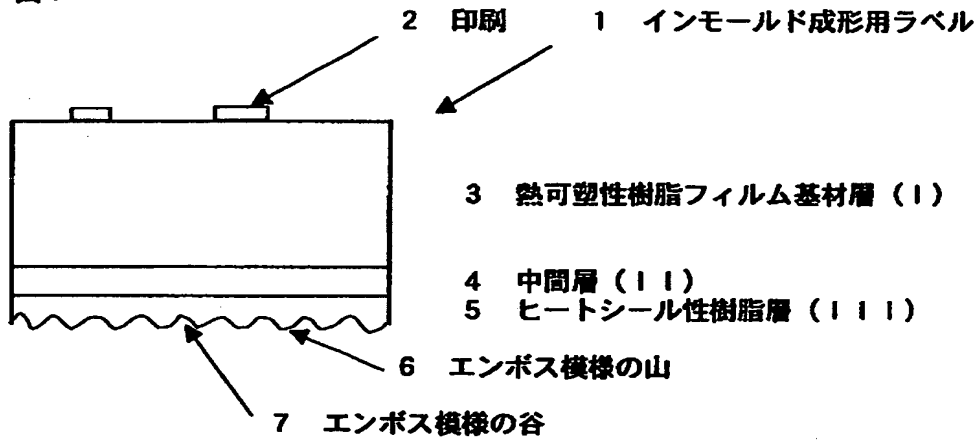 2 印刷 1 インモールド成形用ラベル
3 熱可塑性樹脂フィルム基材層(I)
4 中間層(II)
5 ヒートシール性樹脂層(III)
6 エンボス模様の山
7 エンボス模様の谷